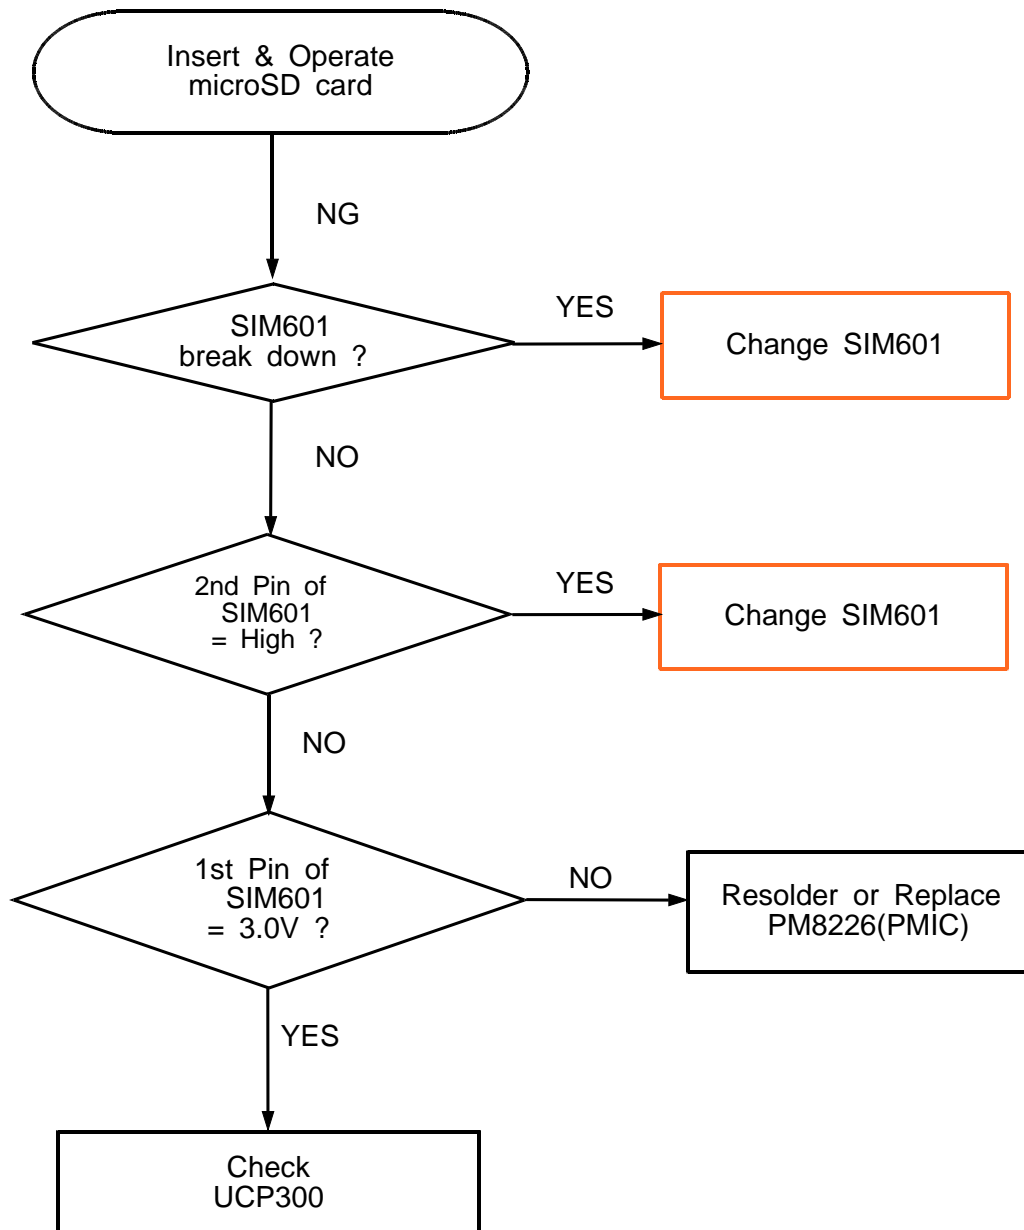 Insert & Operate
microSD card
NG
SIM601
break down ?
YES
Change SIM601
NO
2nd Pin of
SIM601
= High ?
YES
Change SIM601
NO
1st Pin of
SIM601
= 3.0V ?
NO
Resolder or Replace
PM8226(PMIC)
YES
Check
UCP300